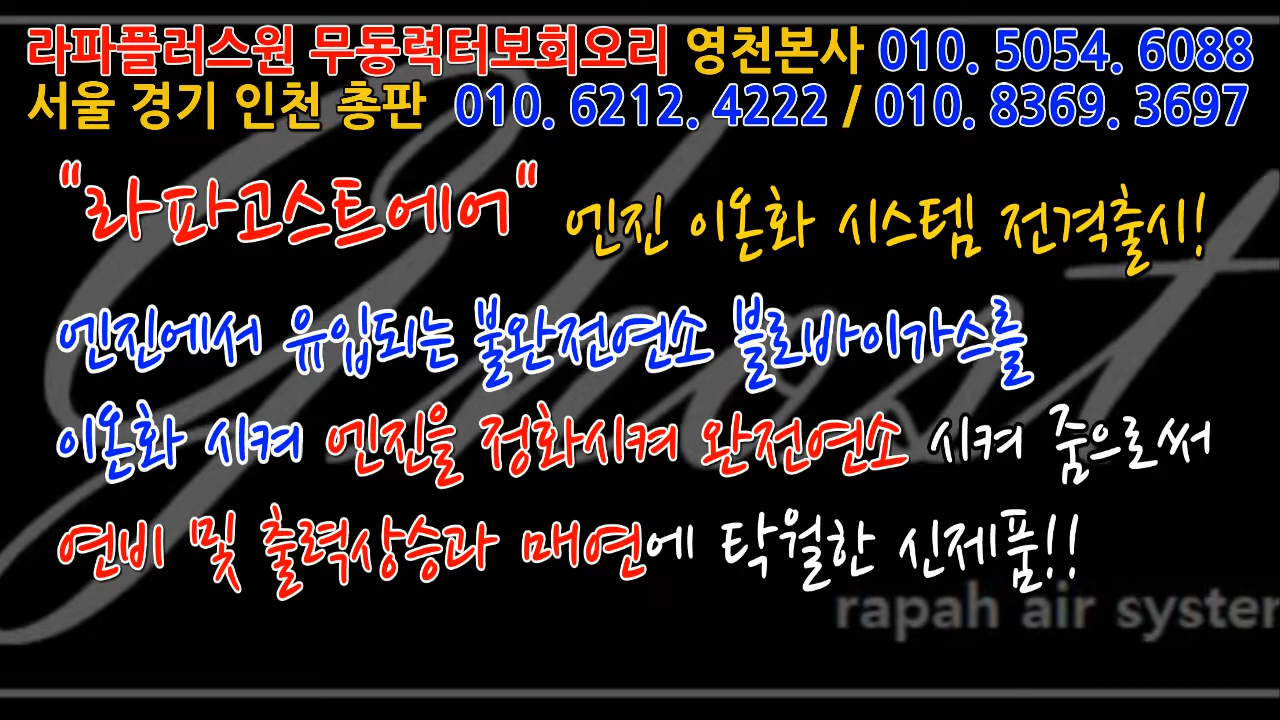 라파플러스원 무동력터보회오리 영천본사 010. 5054. 6088
서울 경기 인천 총판 010. 6212. 4222 / 010. 8369. 3697
"라파고스트에어" 엔진 이온화 시스템 전격출시!
엔진에서 유입되는 불완전연소 블로바이가스를
이온화 시켜 엔진을 정화시켜 완전연소 시켜 줌으로써
연비 및 출력상승과 매연에 탁월한 신제품!!
Ghost
rapah air system